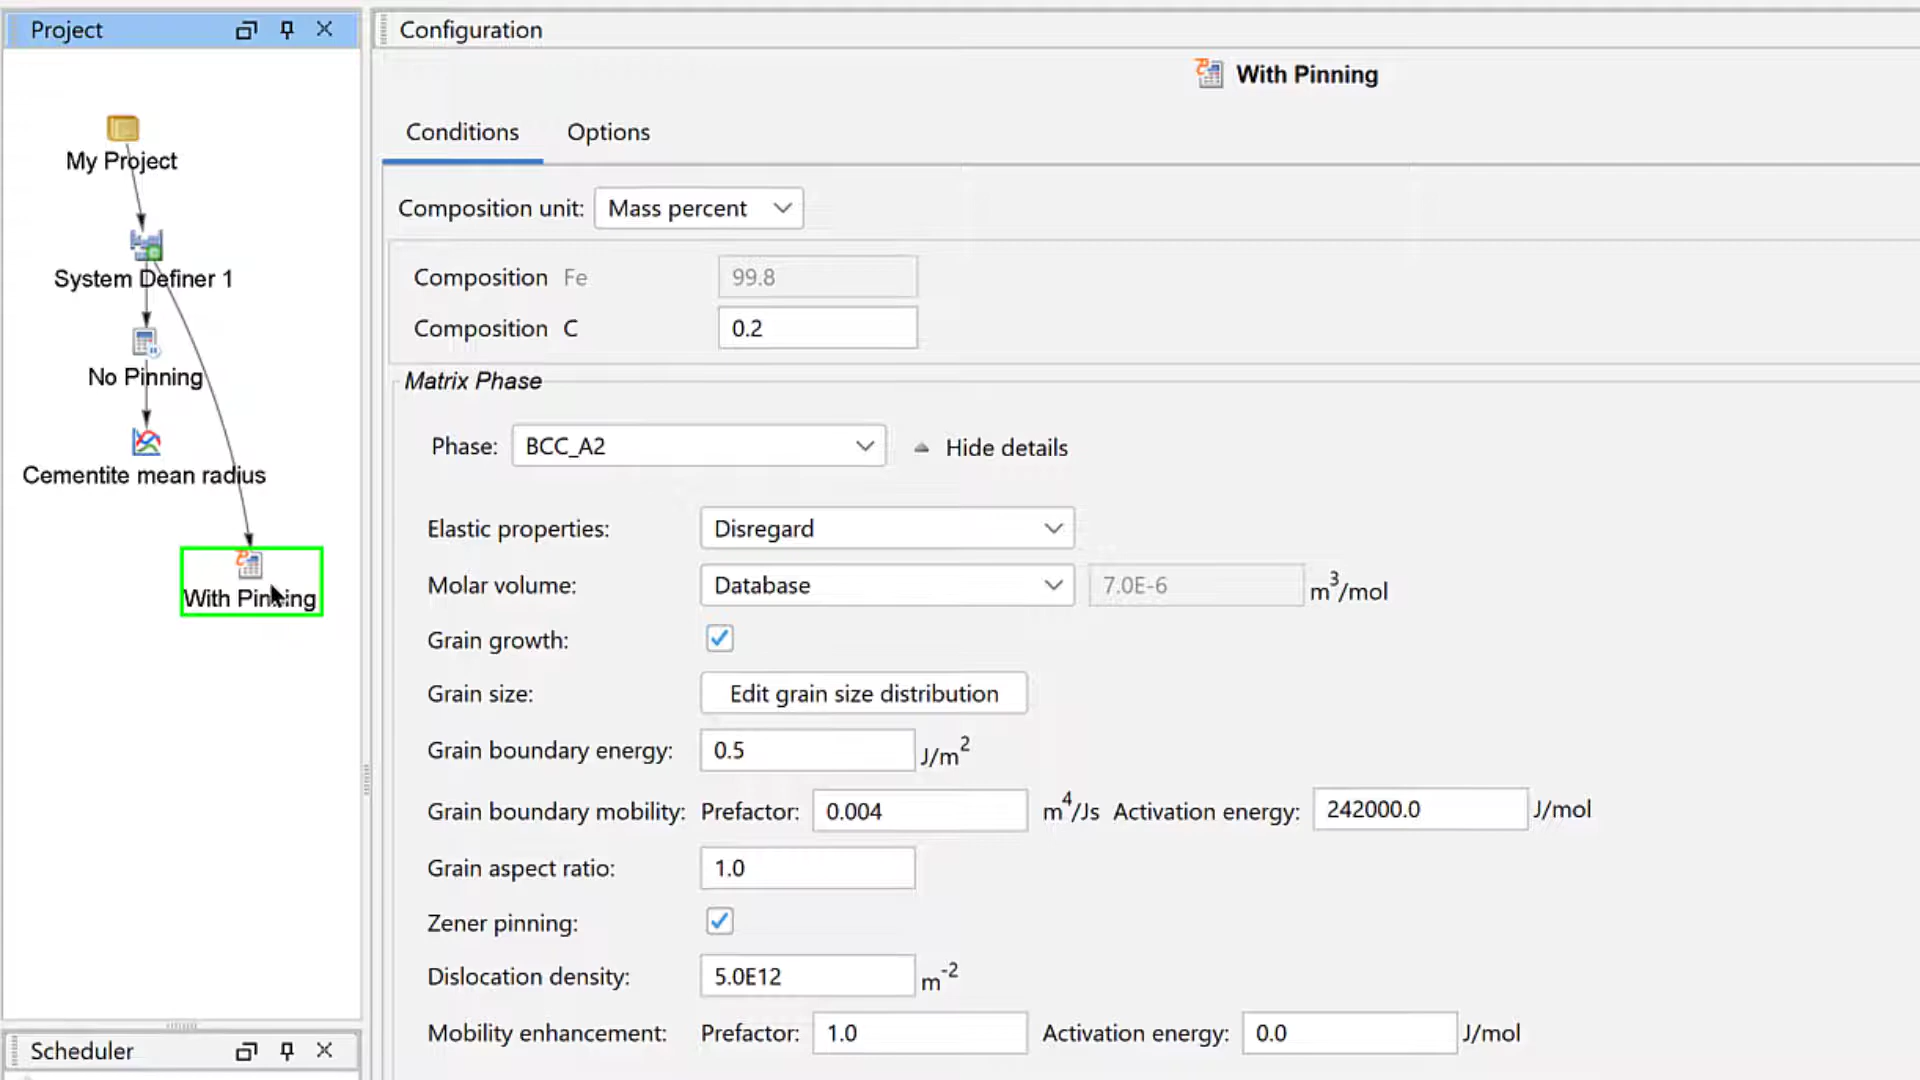 Project
My Project
System Definer 1
No Pinning
Cementite mean radius
With Pinning
Scheduler
Configuration
With Pinning
Conditions Options
Composition unit: Mass percent
Composition Fe 99.8
Composition C 0.2
Matrix Phase
Phase: BCC_A2 Hide details
Elastic properties: Disregard
Molar volume: Database 7.0E-6 m³/mol
Grain growth:
Grain size: Edit grain size distribution
Grain boundary energy: 0.5 J/m²
Grain boundary mobility: Prefactor: 0.004 m⁴/Js Activation energy: 242000.0 J/mol
Grain aspect ratio: 1.0
Zener pinning:
Dislocation density: 5.0E12 m⁻²
Mobility enhancement: Prefactor: 1.0 Activation energy: 0.0 J/mol